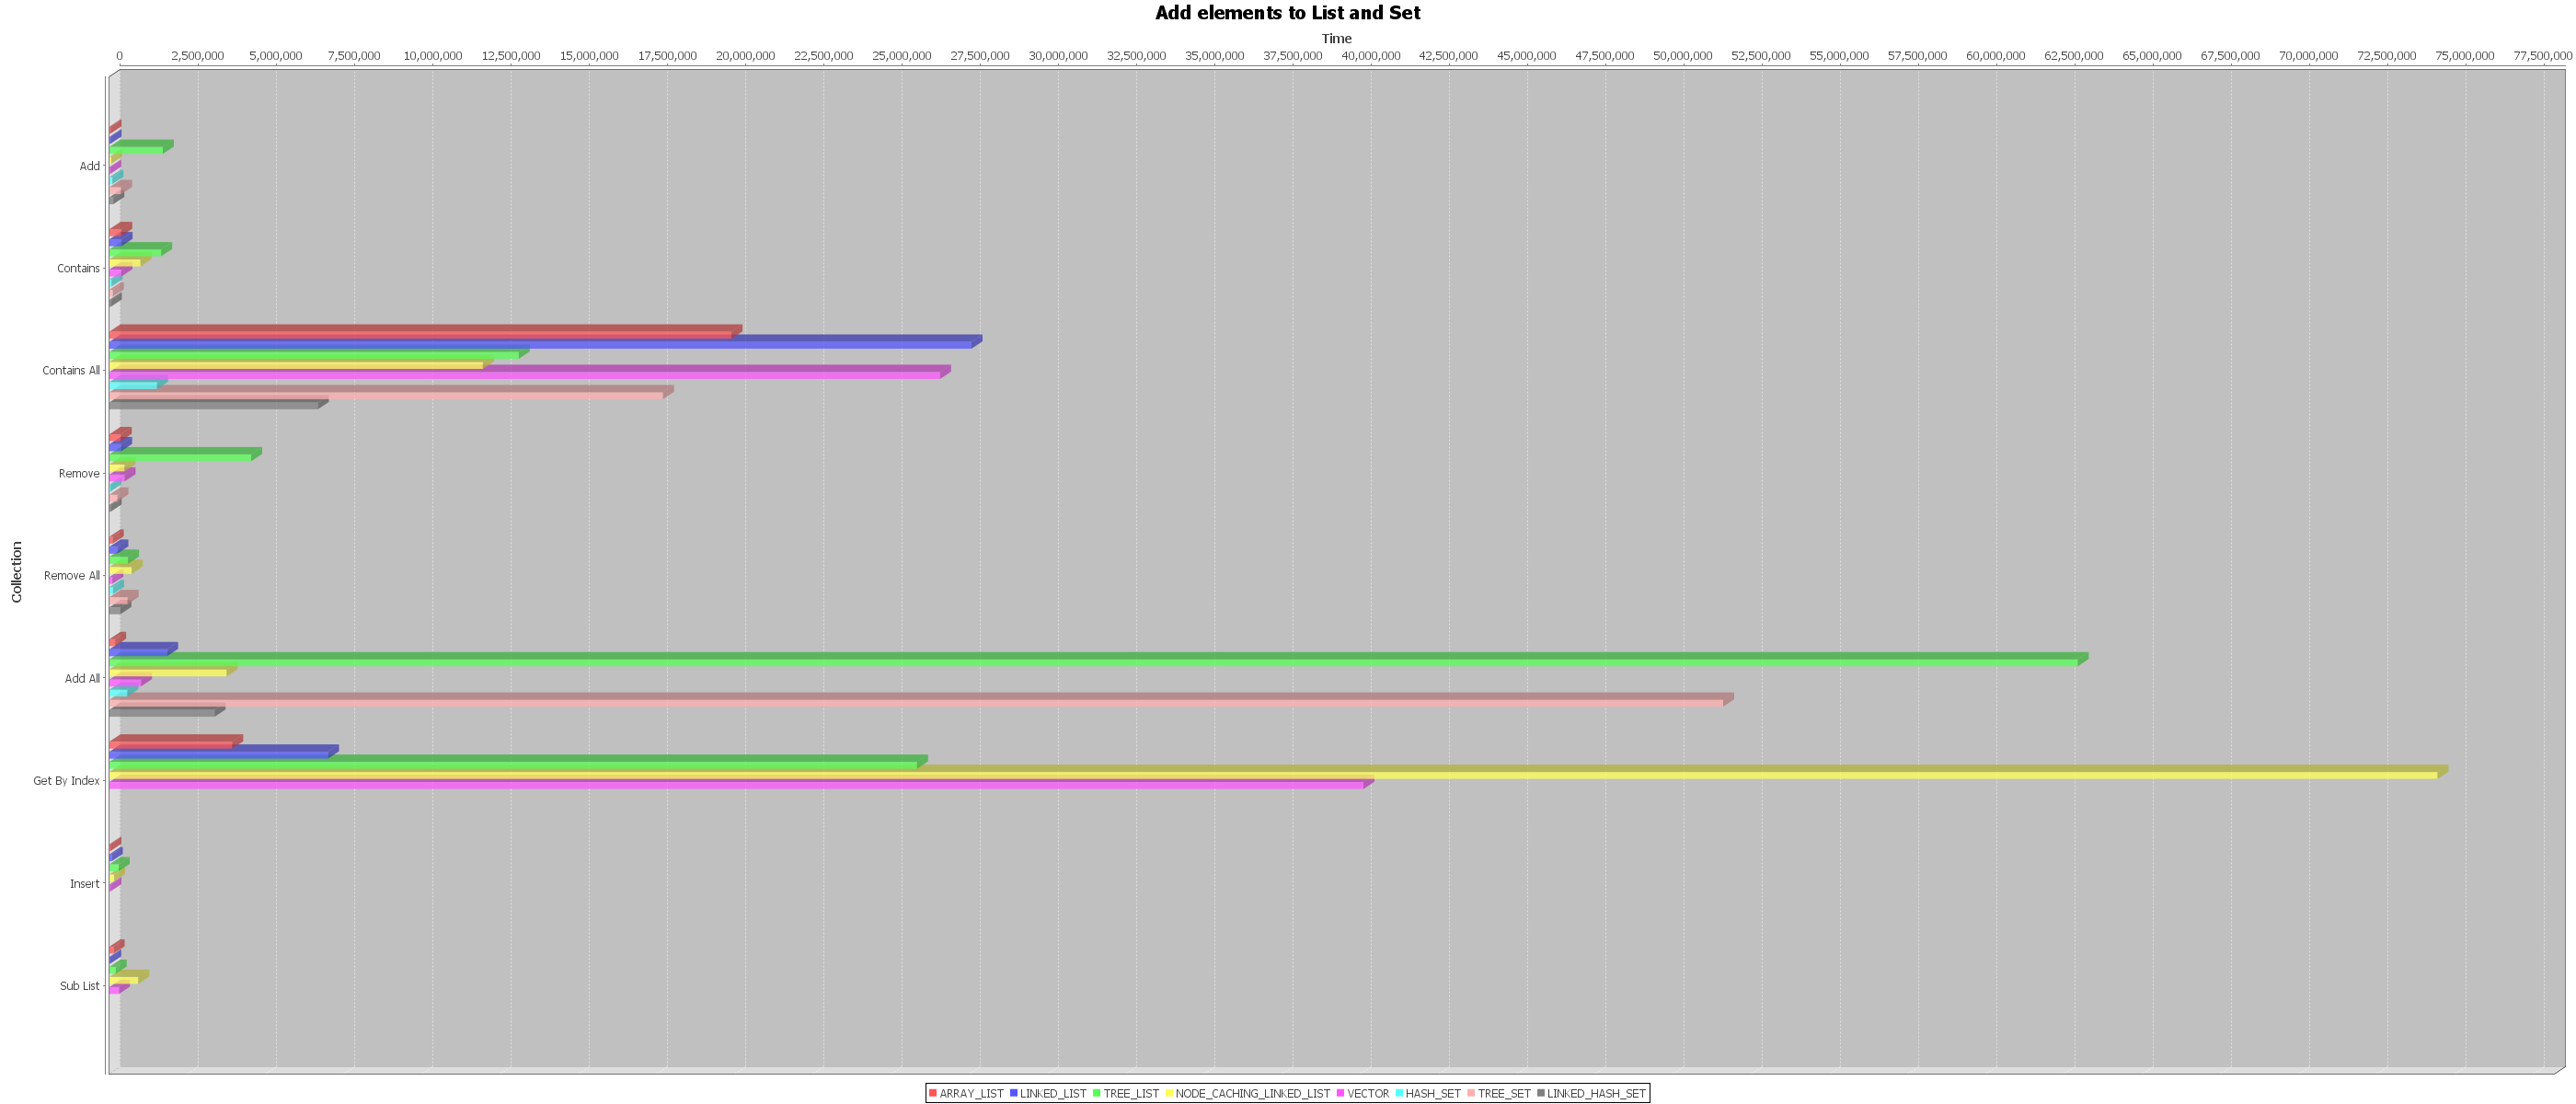 Add elements to List and Set
Time
0 2,500,000 5,000,000 7,500,000 10,000,000 12,500,000 15,000,000 17,500,000 20,000,000 22,500,000 25,000,000 27,500,000 30,000,000 32,500,000 35,000,000 37,500,000 40,000,000 42,500,000 45,000,000 47,500,000 50,000,000 52,500,000 55,000,000 57,500,000 60,000,000 62,500,000 65,000,000 67,500,000 70,000,000 72,500,000 75,000,000 77,500,000
Collection
Add
Contains
Contains All
Remove
Remove All
Add All
Get By Index
Insert
Sub List
ARRAY_LIST LINKED_LIST TREE_LIST NODE_CACHING_LINKED_LIST VECTOR HASH_SET TREE_SET LINKED_HASH_SET